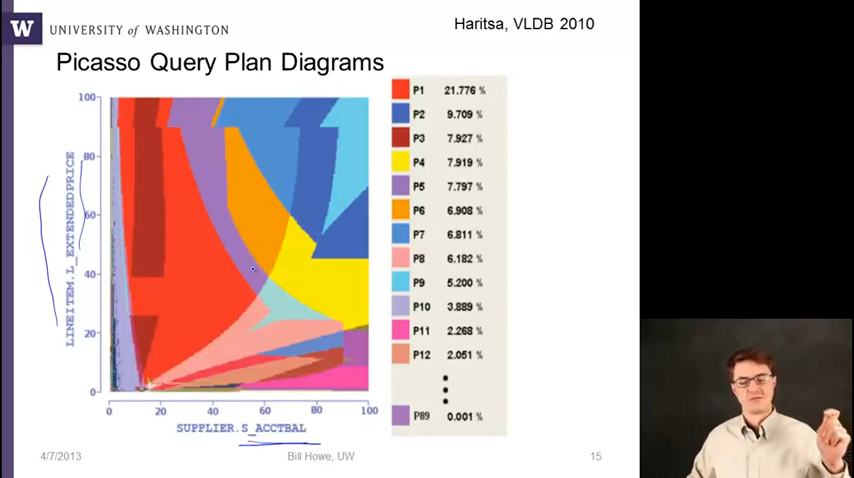 W
UNIVERSITY of WASHINGTON
Haritsa, VLDB 2010
Picasso Query Plan Diagrams
100
80
60
40
20
0
LINEITEM.L_EXTENDEDPRICE
0 20 40 60 80 100
SUPPLIER.S_ACCTBAL
P1 21.776 %
P2 9.709 %
P3 7.927 %
P4 7.919 %
P5 7.797 %
P6 6.908 %
P7 6.811 %
P8 6.182 %
P9 5.200 %
P10 3.889 %
P11 2.268 %
P12 2.051 %
P89 0.001 %
4/7/2013
Bill Howe, UW
15